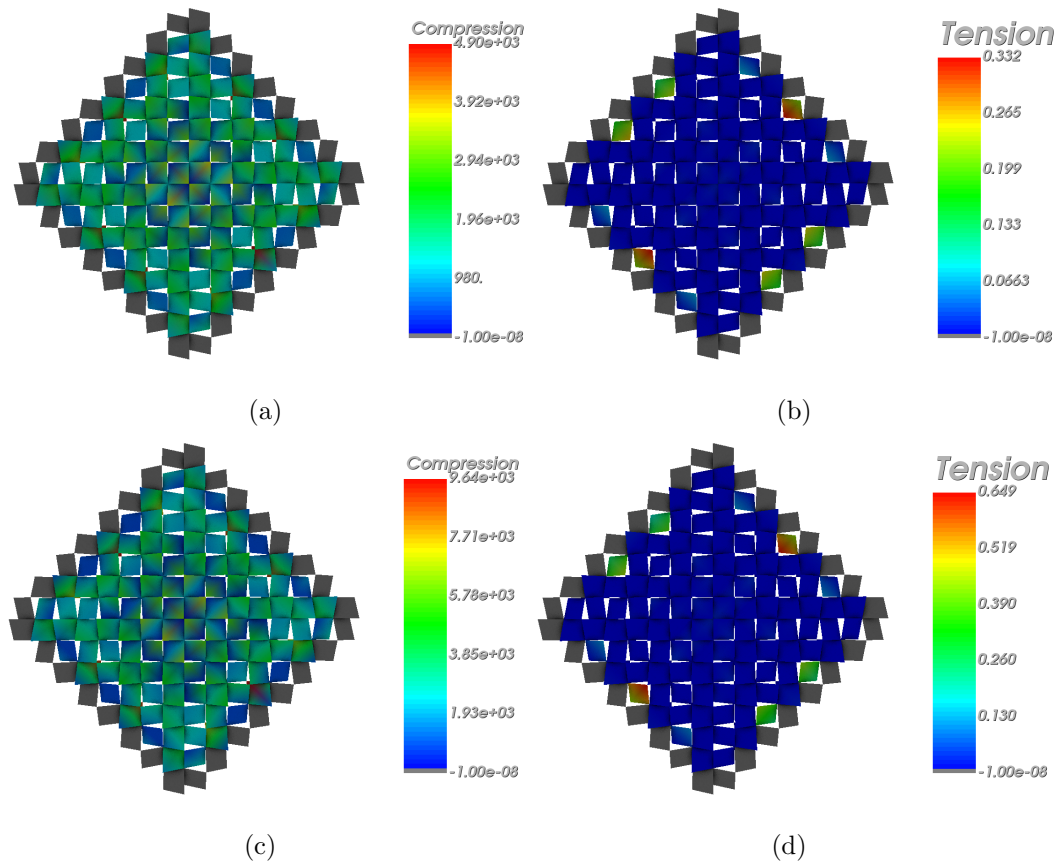 Compression
4.90e+03
3.92e+03
2.94e+03
1.96e+03
980.
-1.00e-08
(a)
Tension
0.332
0.265
0.199
0.133
0.0663
-1.00e-08
(b)
Compression
9.64e+03
7.71e+03
5.78e+03
3.85e+03
1.93e+03
-1.00e-08
(c)
Tension
0.649
0.519
0.390
0.260
0.130
-1.00e-08
(d)